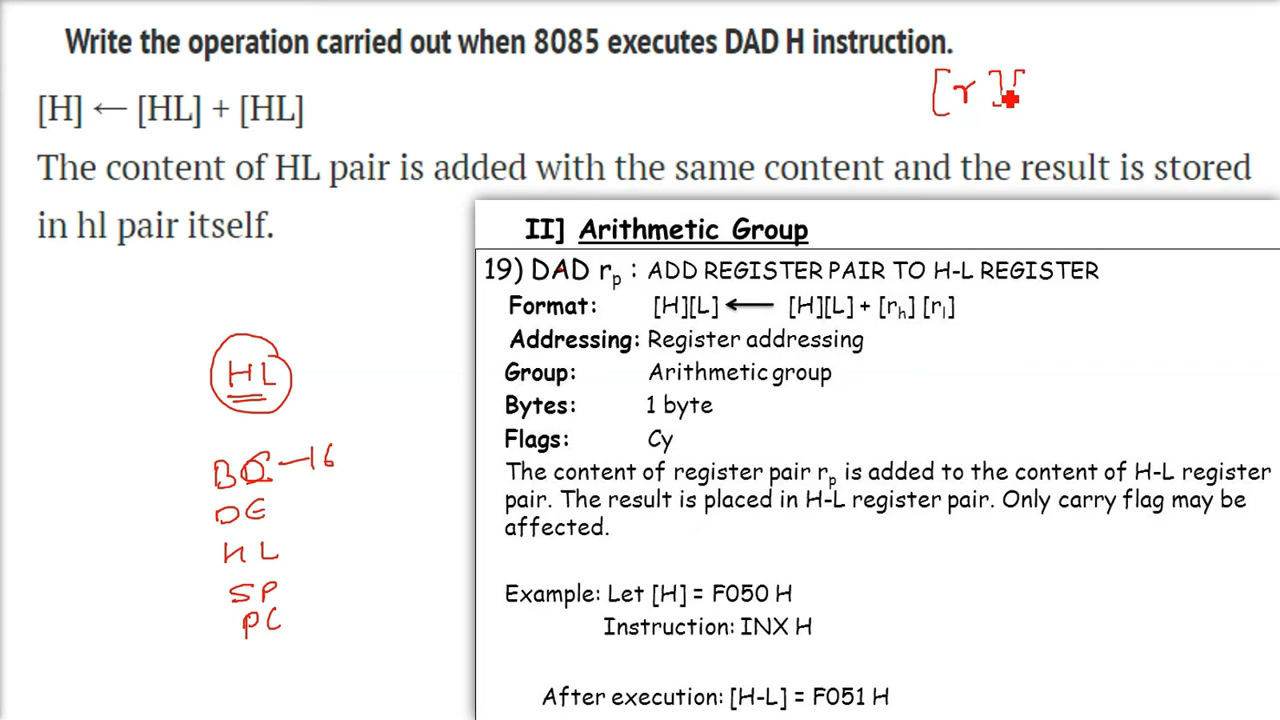 Write the operation carried out when 8085 executes DAD H instruction.
[r][
[H] ← [HL] + [HL]
The content of HL pair is added with the same content and the result is stored
in hl pair itself.
II] Arithmetic Group
19) DAD rp : ADD REGISTER PAIR TO H-L REGISTER
Format: [H][L] ← [H][L] + [rh] [rl]
Addressing: Register addressing
Group: Arithmetic group
Bytes: 1 byte
Flags: Cy
The content of register pair rp is added to the content of H-L register
pair. The result is placed in H-L register pair. Only carry flag may be
affected.
Example: Let [H] = F050 H
Instruction: INX H
After execution: [H-L] = F051 H
HL
BC - 16
DE
HL
SP
PC